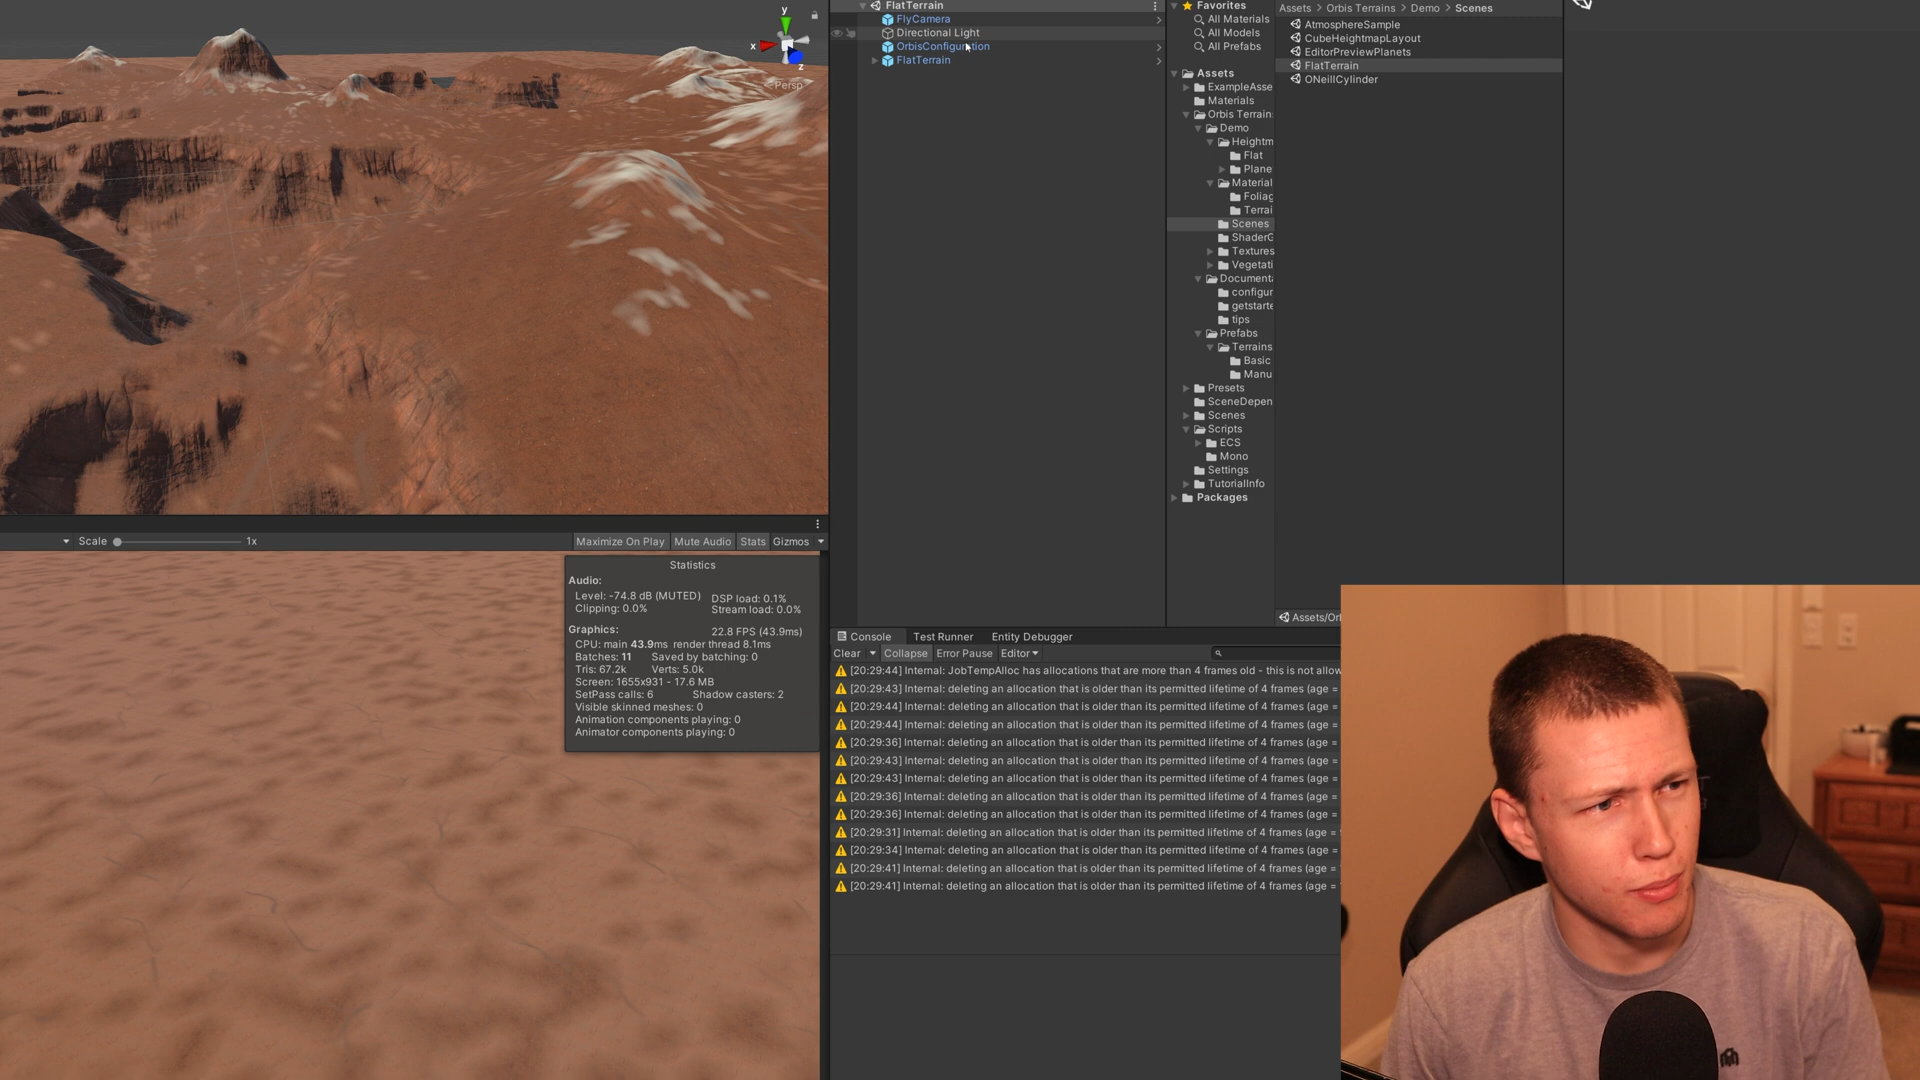 y
x
z
Persp
Scale
1x
Maximize On Play
Mute Audio
Stats
Gizmos
Statistics
Audio:
Level: -74.8 dB (MUTED)
DSP load: 0.1%
Clipping: 0.0%
Stream load: 0.0%
Graphics:
22.8 FPS (43.9ms)
CPU: main 43.9ms render thread 8.1ms
Batches: 11 Saved by batching: 0
Tris: 67.2k Verts: 5.0k
Screen: 1655x931 - 17.6 MB
SetPass calls: 6 Shadow casters: 2
Visible skinned meshes: 0
Animation components playing: 0
Animator components playing: 0
FlatTerrain
FlyCamera
Directional Light
OrbisConfiguration
FlatTerrain
Favorites
All Materials
All Models
All Prefabs
Assets
ExampleAsse
Materials
Orbis Terrain
Demo
Heightm
Flat
Plane
Material
Foliag
Terrai
Scenes
ShaderG
Textures
Vegetati
Documenta
configur
getstarte
tips
Prefabs
Terrains
Basic
Manu
Presets
SceneDepen
Scenes
Scripts
ECS
Mono
Settings
TutorialInfo
Packages
Assets
Orbis Terrains
Demo
Scenes
AtmosphereSample
CubeHeightmapLayout
EditorPreviewPlanets
FlatTerrain
ONeillCylinder
Assets/Orl
Console
Test Runner
Entity Debugger
Clear
Collapse
Error Pause
Editor
[20:29:44] Internal: JobTempAlloc has allocations that are more than 4 frames old - this is not allow
[20:29:43] Internal: deleting an allocation that is older than its permitted lifetime of 4 frames (age =
[20:29:44] Internal: deleting an allocation that is older than its permitted lifetime of 4 frames (age =
[20:29:44] Internal: deleting an allocation that is older than its permitted lifetime of 4 frames (age =
[20:29:36] Internal: deleting an allocation that is older than its permitted lifetime of 4 frames (age =
[20:29:43] Internal: deleting an allocation that is older than its permitted lifetime of 4 frames (age =
[20:29:43] Internal: deleting an allocation that is older than its permitted lifetime of 4 frames (age =
[20:29:36] Internal: deleting an allocation that is older than its permitted lifetime of 4 frames (age =
[20:29:36] Internal: deleting an allocation that is older than its permitted lifetime of 4 frames (age =
[20:29:31] Internal: deleting an allocation that is older than its permitted lifetime of 4 frames (age =
[20:29:34] Internal: deleting an allocation that is older than its permitted lifetime of 4 frames (age =
[20:29:41] Internal: deleting an allocation that is older than its permitted lifetime of 4 frames (age =
[20:29:41] Internal: deleting an allocation that is older than its permitted lifetime of 4 frames (age =